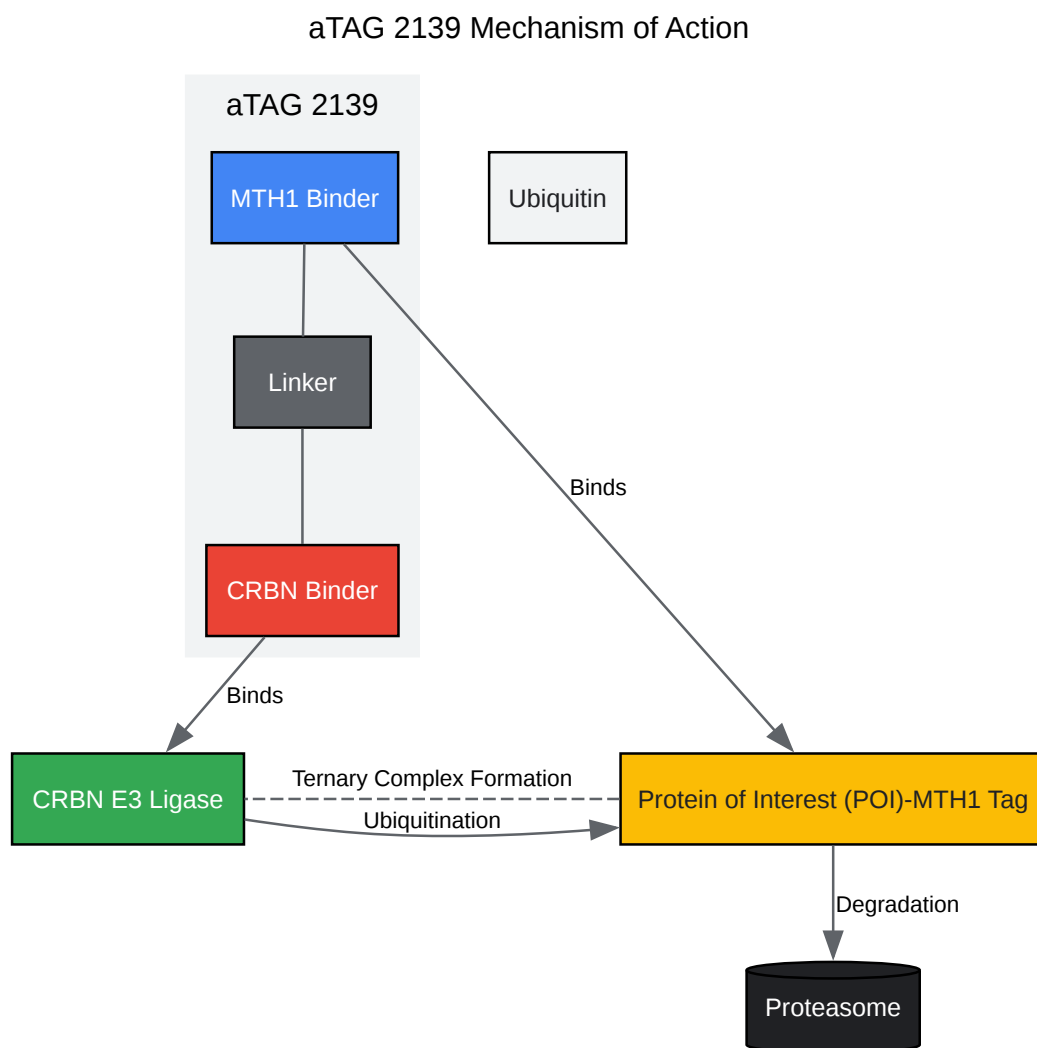 aTAG 2139 Mechanism of Action
aTAG 2139
MTH1 Binder
Ubiquitin
Linker
Binds
CRBN Binder
Binds
Ternary Complex Formation
CRBN E3 Ligase
Protein of Interest (POI)-MTH1 Tag
Ubiquitination
Degradation
Proteasome